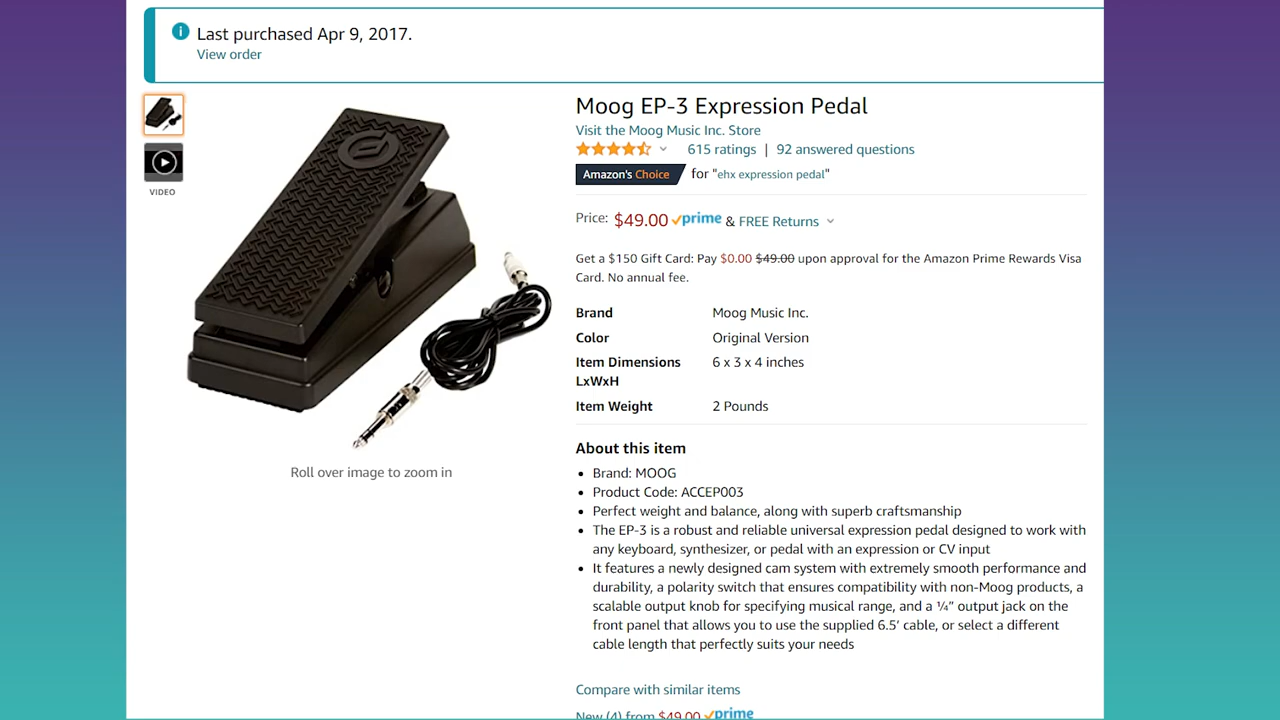 Last purchased Apr 9, 2017.
View order
VIDEO
Roll over image to zoom in
Moog EP-3 Expression Pedal
Visit the Moog Music Inc. Store
615 ratings | 92 answered questions
Amazon's Choice for "ehx expression pedal"
Price: $49.00 prime & FREE Returns
Get a $150 Gift Card: Pay $0.00 $49.00 upon approval for the Amazon Prime Rewards Visa
Card. No annual fee.
Brand Moog Music Inc.
Color Original Version
Item Dimensions 6 x 3 x 4 inches
LxWxH
Item Weight 2 Pounds
About this item
• Brand: MOOG
• Product Code: ACCEP003
• Perfect weight and balance, along with superb craftsmanship
• The EP-3 is a robust and reliable universal expression pedal designed to work with
any keyboard, synthesizer, or pedal with an expression or CV input
• It features a newly designed cam system with extremely smooth performance and
durability, a polarity switch that ensures compatibility with non-Moog products, a
scalable output knob for specifying musical range, and a ¼” output jack on the
front panel that allows you to use the supplied 6.5’ cable, or select a different
cable length that perfectly suits your needs
Compare with similar items
New (4) from $49.00 prime